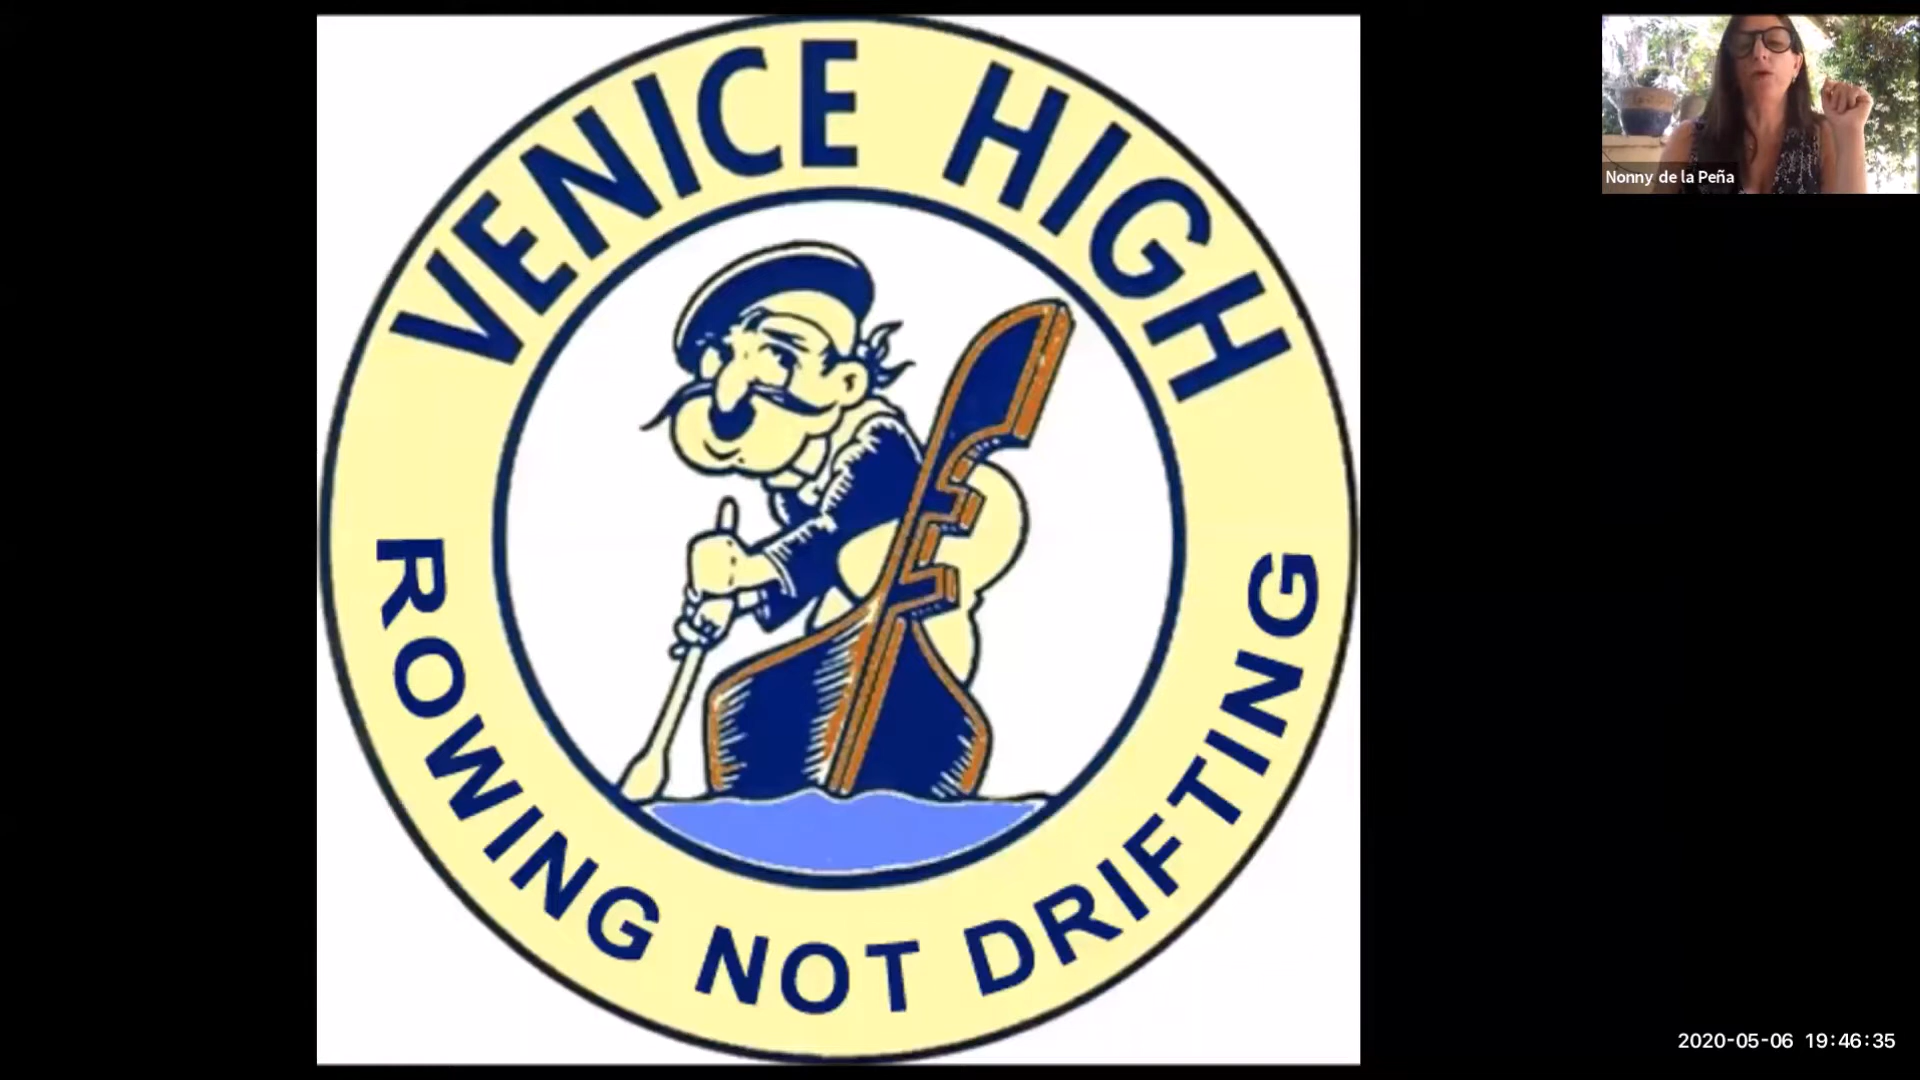 VENICE HIGH
ROWING NOT DRIFTING
Nonny de la Peña
2020-05-06 19:46:35